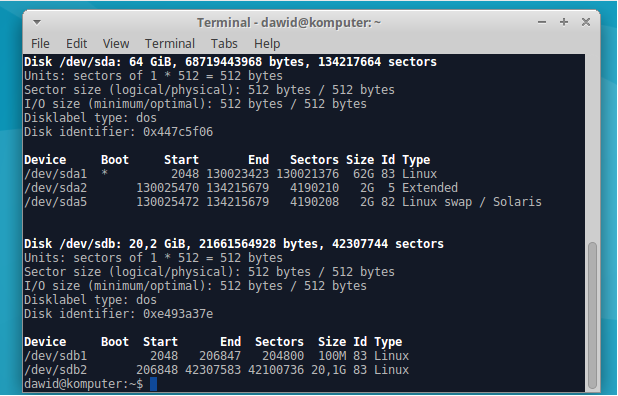 Terminal - dawid@komputer: ~
File Edit View Terminal Tabs Help
Disk /dev/sda: 64 GiB, 68719443968 bytes, 134217664 sectors
Units: sectors of 1 * 512 = 512 bytes
Sector size (logical/physical): 512 bytes / 512 bytes
I/O size (minimum/optimal): 512 bytes / 512 bytes
Disklabel type: dos
Disk identifier: 0x447c5f06
Device     Boot     Start       End   Sectors Size Id Type
/dev/sda1  *         2048 130023423 130021376  62G 83 Linux
/dev/sda2       130025470 134215679   4190210   2G  5 Extended
/dev/sda5       130025472 134215679   4190208   2G 82 Linux swap / Solaris
Disk /dev/sdb: 20,2 GiB, 21661564928 bytes, 42307744 sectors
Units: sectors of 1 * 512 = 512 bytes
Sector size (logical/physical): 512 bytes / 512 bytes
I/O size (minimum/optimal): 512 bytes / 512 bytes
Disklabel type: dos
Disk identifier: 0xe493a37e
Device     Boot  Start      End  Sectors  Size Id Type
/dev/sdb1         2048   206847   204800  100M 83 Linux
/dev/sdb2       206848 42307583 42100736 20,1G 83 Linux
dawid@komputer:~$